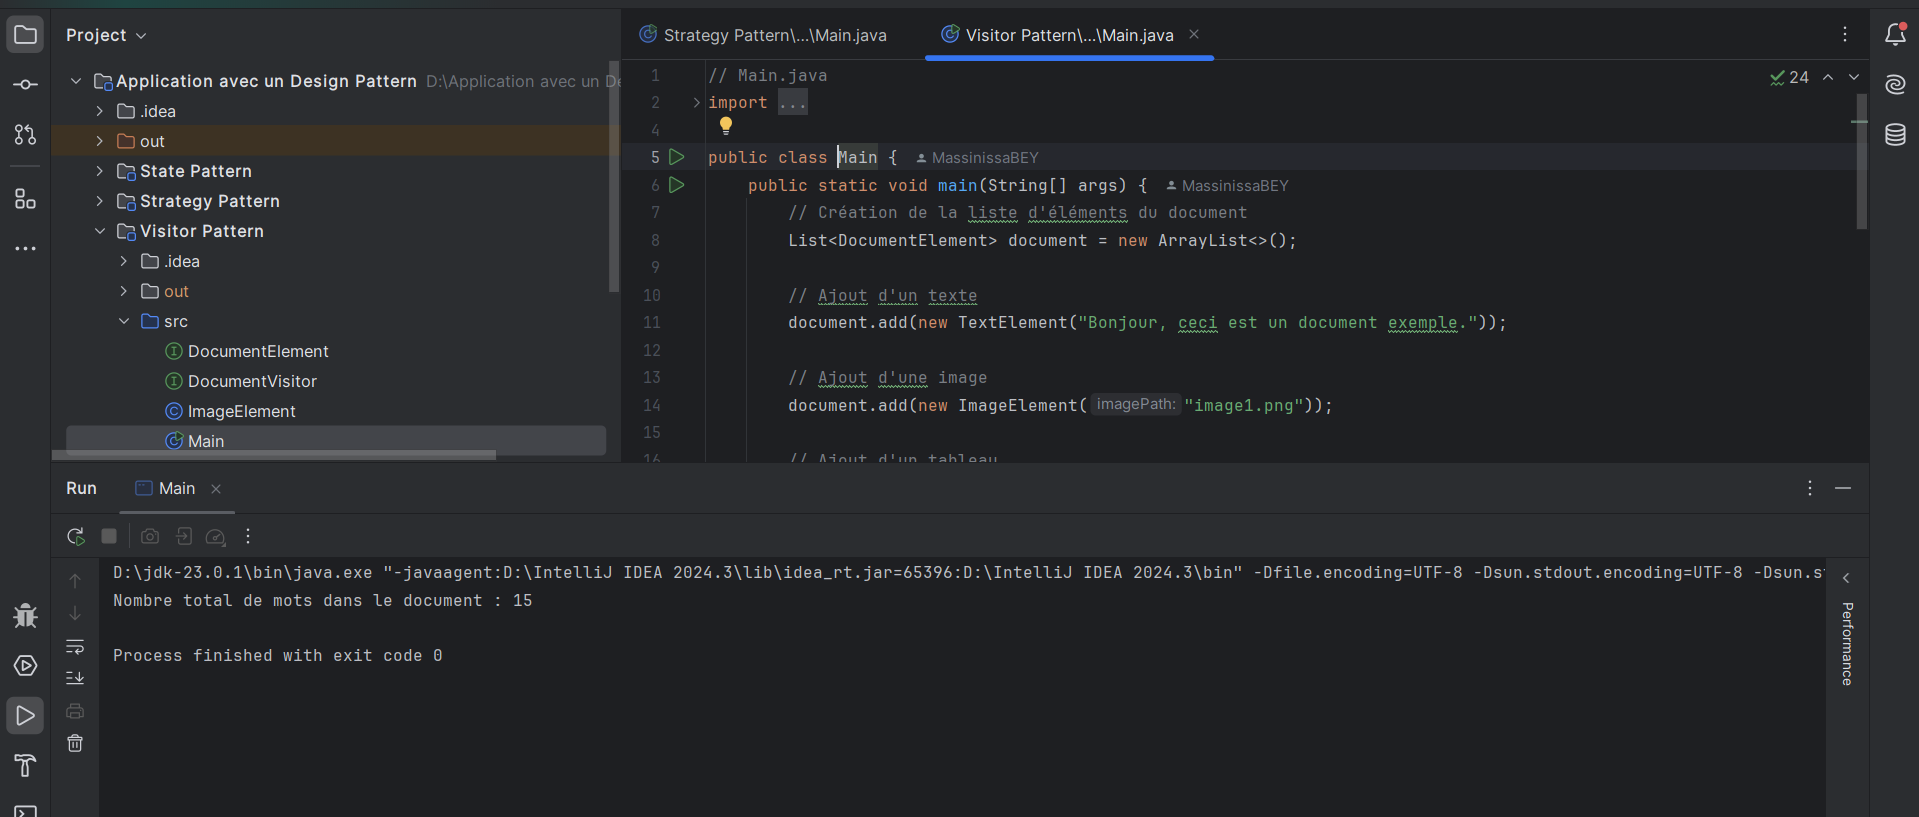 Project
Application avec un Design Pattern D:\Application avec un De
.idea
out
State Pattern
Strategy Pattern
Visitor Pattern
.idea
out
src
DocumentElement
DocumentVisitor
ImageElement
Main
Strategy Pattern\...\Main.java
Visitor Pattern\...\Main.java
24
1 // Main.java
2 import ...
4
5 public class Main { MassinissaBEY
6 public static void main(String[] args) { MassinissaBEY
7 // Création de la liste d'éléments du document
8 List<DocumentElement> document = new ArrayList<>();
9
10 // Ajout d'un texte
11 document.add(new TextElement("Bonjour, ceci est un document exemple."));
12
13 // Ajout d'une image
14 document.add(new ImageElement( imagePath: "image1.png"));
15
16 // Ajout d'un tableau
Run
Main
D:\jdk-23.0.1\bin\java.exe "-javaagent:D:\IntelliJ IDEA 2024.3\lib\idea_rt.jar=65396:D:\IntelliJ IDEA 2024.3\bin" -Dfile.encoding=UTF-8 -Dsun.stdout.encoding=UTF-8 -Dsun.st
Nombre total de mots dans le document : 15
Process finished with exit code 0
Performance